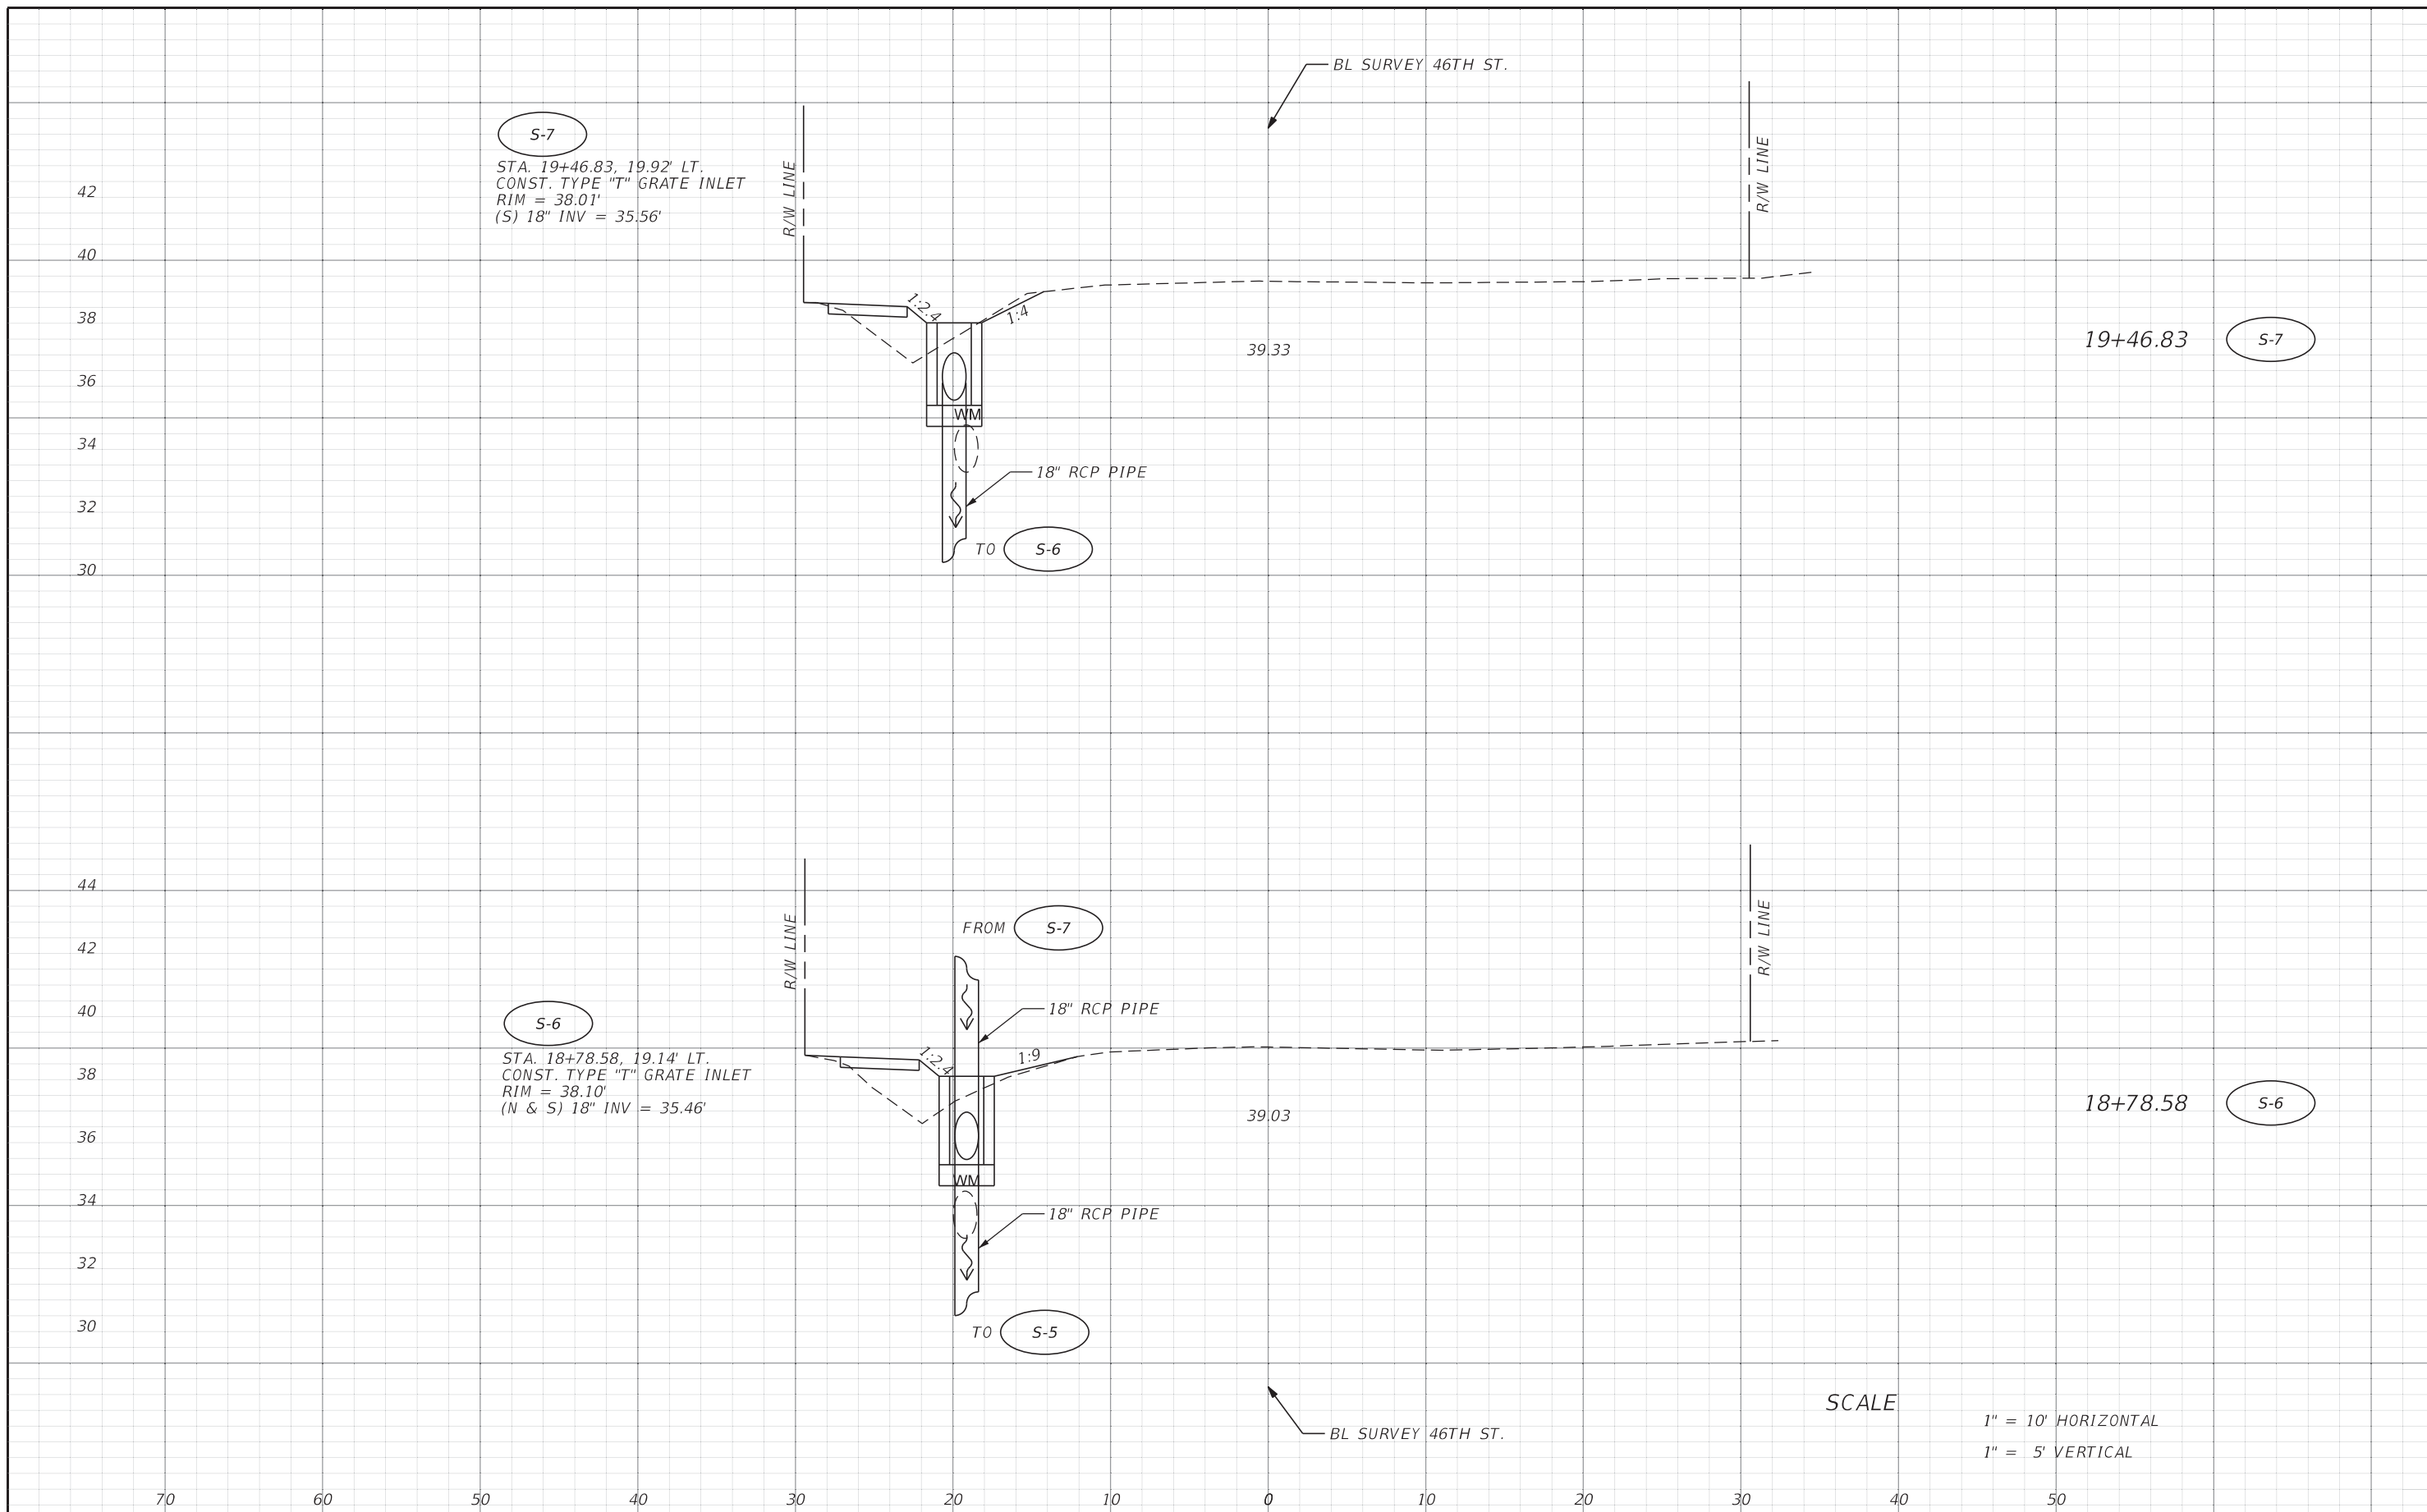 BL SURVEY 46TH ST.
S-7
STA. 19+46.83, 19.92' LT.
CONST. TYPE "T" GRATE INLET
RIM = 38.01'
(S) 18" INV = 35.56'
R/W LINE
R/W LINE
42
40
38
36
34
32
30
1:2.4
1:4
39.33
19+46.83
S-7
WM
18" RCP PIPE
TO
S-6
44
42
40
38
36
34
32
30
FROM
S-7
R/W LINE
R/W LINE
18" RCP PIPE
S-6
STA. 18+78.58, 19.14' LT.
CONST. TYPE "T" GRATE INLET
RIM = 38.10'
(N & S) 18" INV = 35.46'
1:2.4
1:9
39.03
18+78.58
S-6
WM
18" RCP PIPE
TO
S-5
BL SURVEY 46TH ST.
SCALE
1" = 10' HORIZONTAL
1" = 5' VERTICAL
70 60 50 40 30 20 10 0 10 20 30 40 50